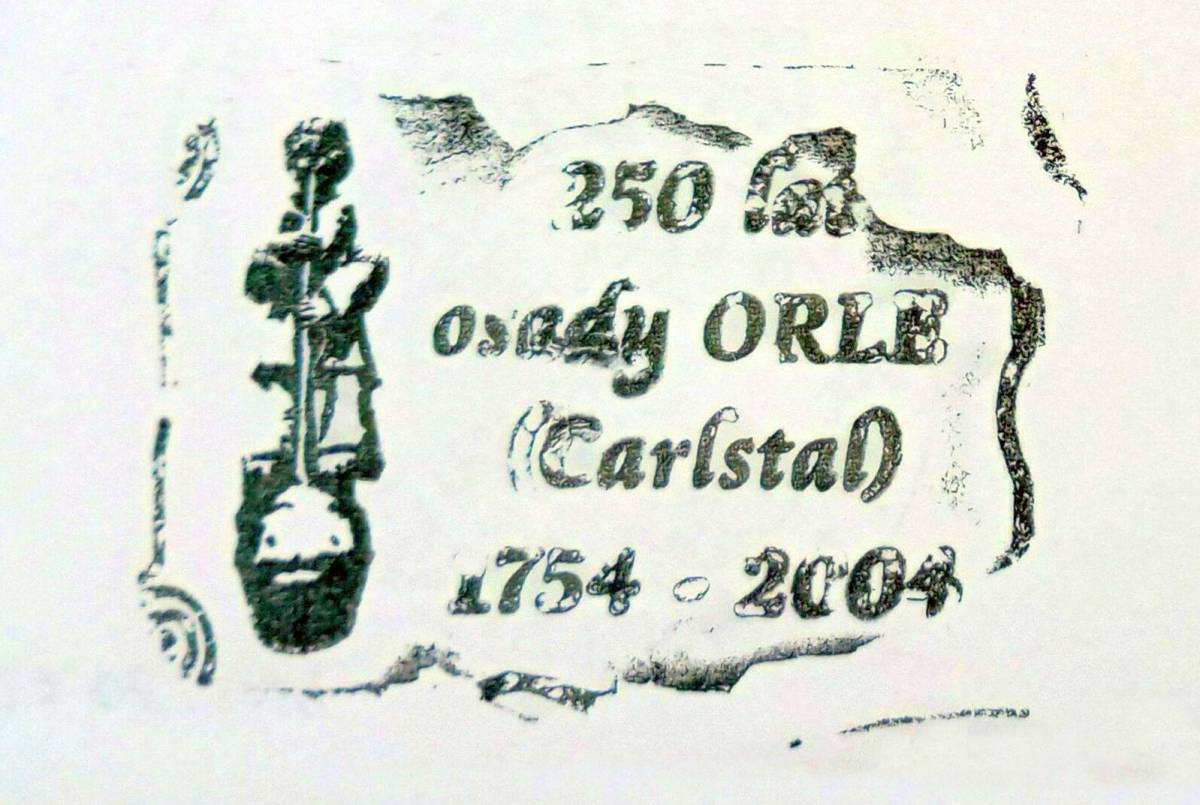 250 lat
osady ORLE
(Carlstal)
1754 - 2004